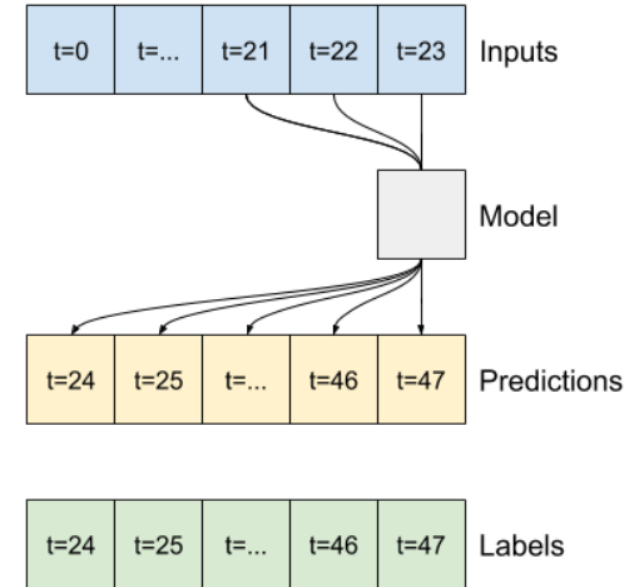 t=0 t=... t=21 t=22 t=23 Inputs
Model
t=24 t=25 t=... t=46 t=47 Predictions
t=24 t=25 t=... t=46 t=47 Labels